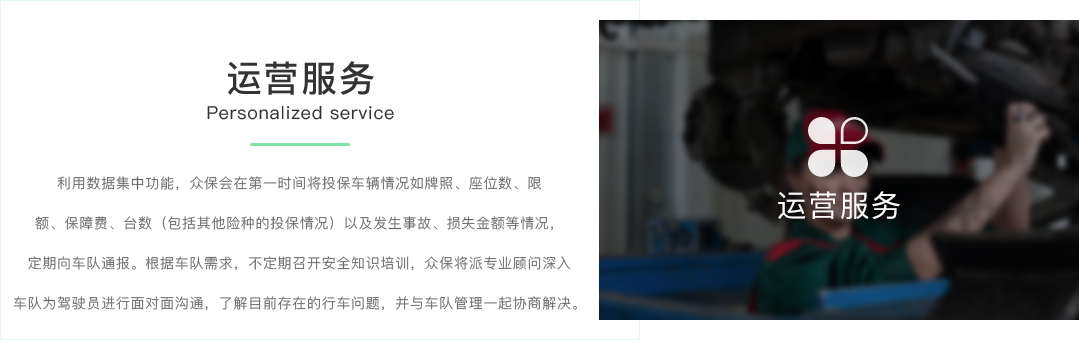 运营服务
Personalized service
利用数据集中功能，众保会在第一时间将投保车辆情况如牌照、座位数、限
额、保障费、台数（包括其他险种的投保情况）以及发生事故、损失金额等情况，
定期向车队通报。根据车队需求，不定期召开安全知识培训，众保将派专业顾问深入
车队为驾驶员进行面对面沟通，了解目前存在的行车问题，并与车队管理一起协商解决。
运营服务